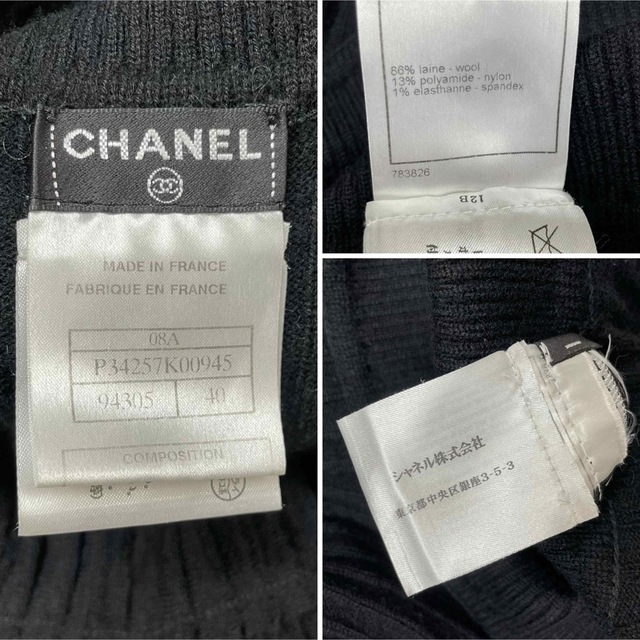 CHANEL
MADE IN FRANCE
FABRIQUE EN FRANCE
08A
P34257K00945
94305 40
COMPOSITION
86% laine - wool
13% polyamide - nylon
1% elasthanne - spandex
783826
12B
シャネル株式会社
東京都中央区銀座3-5-3